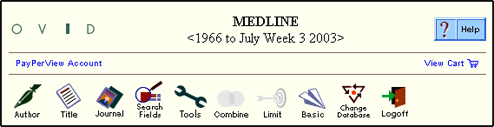 O V I D
MEDLINE
<1966 to July Week 3 2003>
? Help
PayPerView Account
View Cart
Author
Title
Journal
Search Fields
Tools
Combine
Limit
Basic
Change Database
Logoff